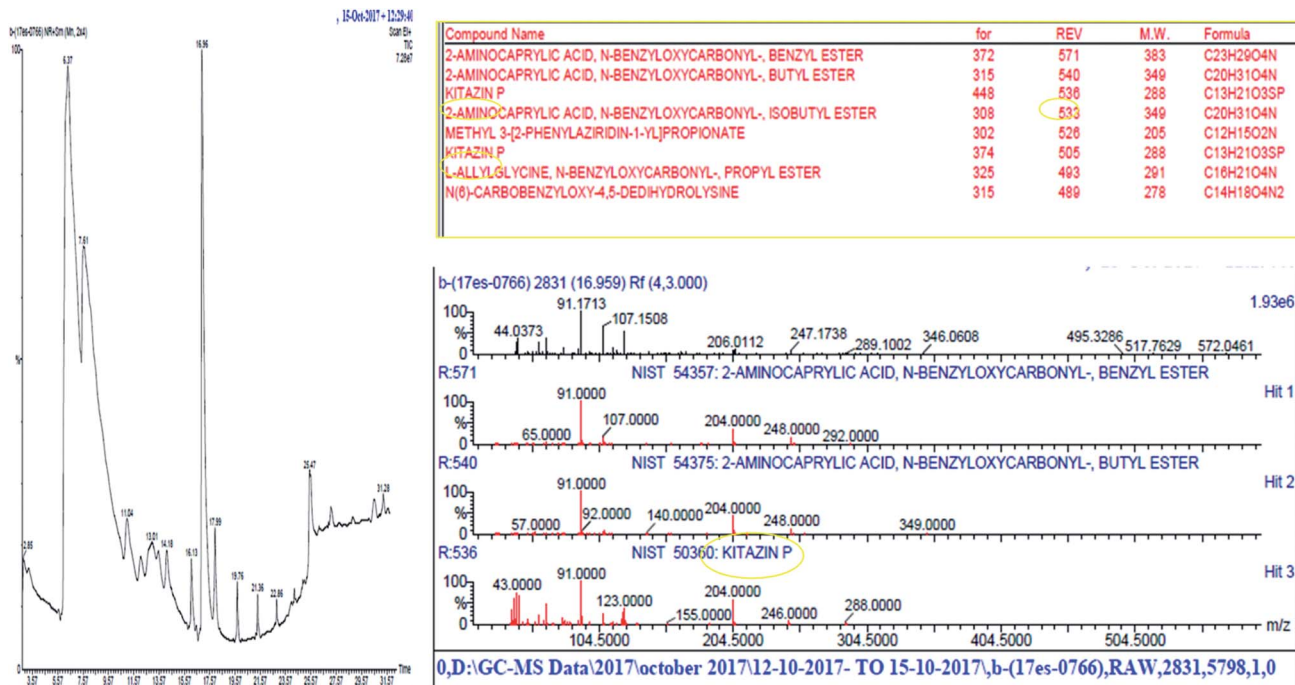 , 15-Oct-2017 + 12:29:40
b-(17es-0766) NR+Sm (Mn, 2x4)
Scan EI+
TIC
7.28e7
100
%
0
6.37
7.61
16.96
2.85
11.04
13.01
14.18
16.13
17.99
19.76
21.36
22.86
25.47
31.28
Time
3.57 5.57 7.57 9.57 11.57 13.57 15.57 17.57 19.57 21.57 23.57 25.57 27.57 29.57 31.57
Compound Name for REV M.W. Formula
2-AMINOCAPRYLIC ACID, N-BENZYLOXYCARBONYL-, BENZYL ESTER 372 571 383 C23H29O4N
2-AMINOCAPRYLIC ACID, N-BENZYLOXYCARBONYL-, BUTYL ESTER 315 540 349 C20H31O4N
KITAZIN P 448 536 288 C13H21O3SP
2-AMINOCAPRYLIC ACID, N-BENZYLOXYCARBONYL-, ISOBUTYL ESTER 308 533 349 C20H31O4N
METHYL 3-[2-PHENYLAZIRIDIN-1-YL]PROPIONATE 302 526 205 C12H15O2N
KITAZIN P 374 505 288 C13H21O3SP
L-ALLYLGLYCINE, N-BENZYLOXYCARBONYL-, PROPYL ESTER 325 493 291 C16H21O4N
N(6)-CARBOBENZYLOXY-4,5-DEDIHYDROLYSINE 315 489 278 C14H18O4N2
b-(17es-0766) 2831 (16.959) Rf (4,3.000)
1.93e6
100
%
0
44.0373 91.1713 107.1508 206.0112 247.1738 289.1002 346.0608 495.3286 517.7629 572.0461
R:571 NIST 54357: 2-AMINOCAPRYLIC ACID, N-BENZYLOXYCARBONYL-, BENZYL ESTER
Hit 1
100
%
0
65.0000 91.0000 107.0000 204.0000 248.0000 292.0000
R:540 NIST 54375: 2-AMINOCAPRYLIC ACID, N-BENZYLOXYCARBONYL-, BUTYL ESTER
Hit 2
100
%
0
57.0000 91.0000 92.0000 140.0000 204.0000 248.0000 349.0000
R:536 NIST 50360: KITAZIN P
Hit 3
100
%
0
43.0000 91.0000 123.0000 155.0000 204.0000 246.0000 288.0000
m/z
104.5000 204.5000 304.5000 404.5000 504.5000
0,D:\GC-MS Data\2017\october 2017\12-10-2017- TO 15-10-2017\,b-(17es-0766),RAW,2831,5798,1,0